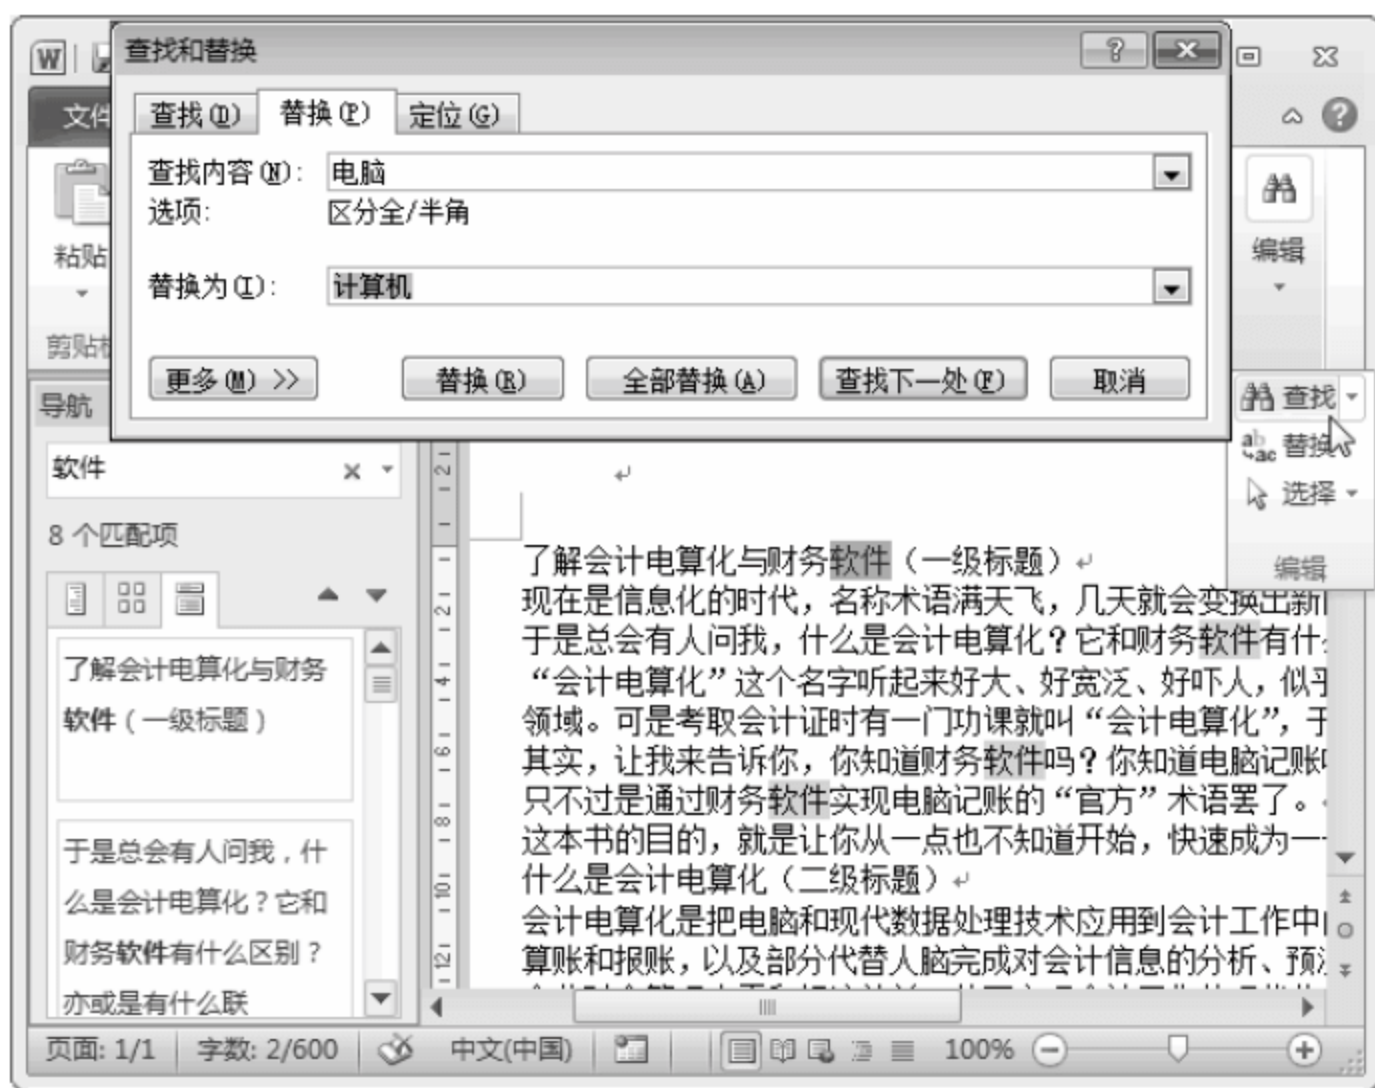 查找和替换
文件
查找(D) 替换(P) 定位(G)
查找内容(N): 电脑
选项: 区分全/半角
替换为(I): 计算机
更多(M) >> 替换(R) 全部替换(A) 查找下一处(F) 取消
粘贴
剪贴板
编辑
查找
替换
选择
编辑
导航
软件
8 个匹配项
了解会计电算化与财务
软件（一级标题）
于是总会有人问我，什
么是会计电算化？它和
财务软件有什么区别？
亦或是有什么联
了解会计电算化与财务软件（一级标题）
现在是信息化的时代，名称术语满天飞，几天就会变换出新
于是总会有人问我，什么是会计电算化？它和财务软件有什
“会计电算化”这个名字听起来好大、好宽泛、好吓人，似乎
领域。可是考取会计证时有一门功课就叫“会计电算化”，于
其实，让我来告诉你，你知道财务软件吗？你知道电脑记账
只不过是通过财务软件实现电脑记账的“官方”术语罢了。
这本书的目的，就是让你从一点也不知道开始，快速成为一
什么是会计电算化（二级标题）
会计电算化是把电脑和现代数据处理技术应用到会计工作中
算账和报账，以及部分代替人脑完成对会计信息的分析、预
页面: 1/1 字数: 2/600 中文(中国) 100%